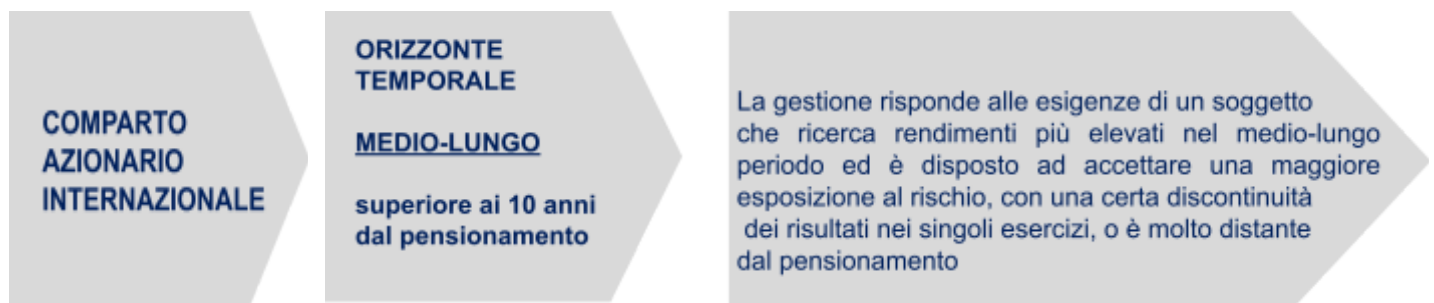 COMPARTO
AZIONARIO
INTERNAZIONALE
ORIZZONTE
TEMPORALE
MEDIO-LUNGO
superiore ai 10 anni
dal pensionamento
La gestione risponde alle esigenze di un soggetto
che ricerca rendimenti più elevati nel medio-lungo
periodo ed è disposto ad accettare una maggiore
esposizione al rischio, con una certa discontinuità
dei risultati nei singoli esercizi, o è molto distante
dal pensionamento